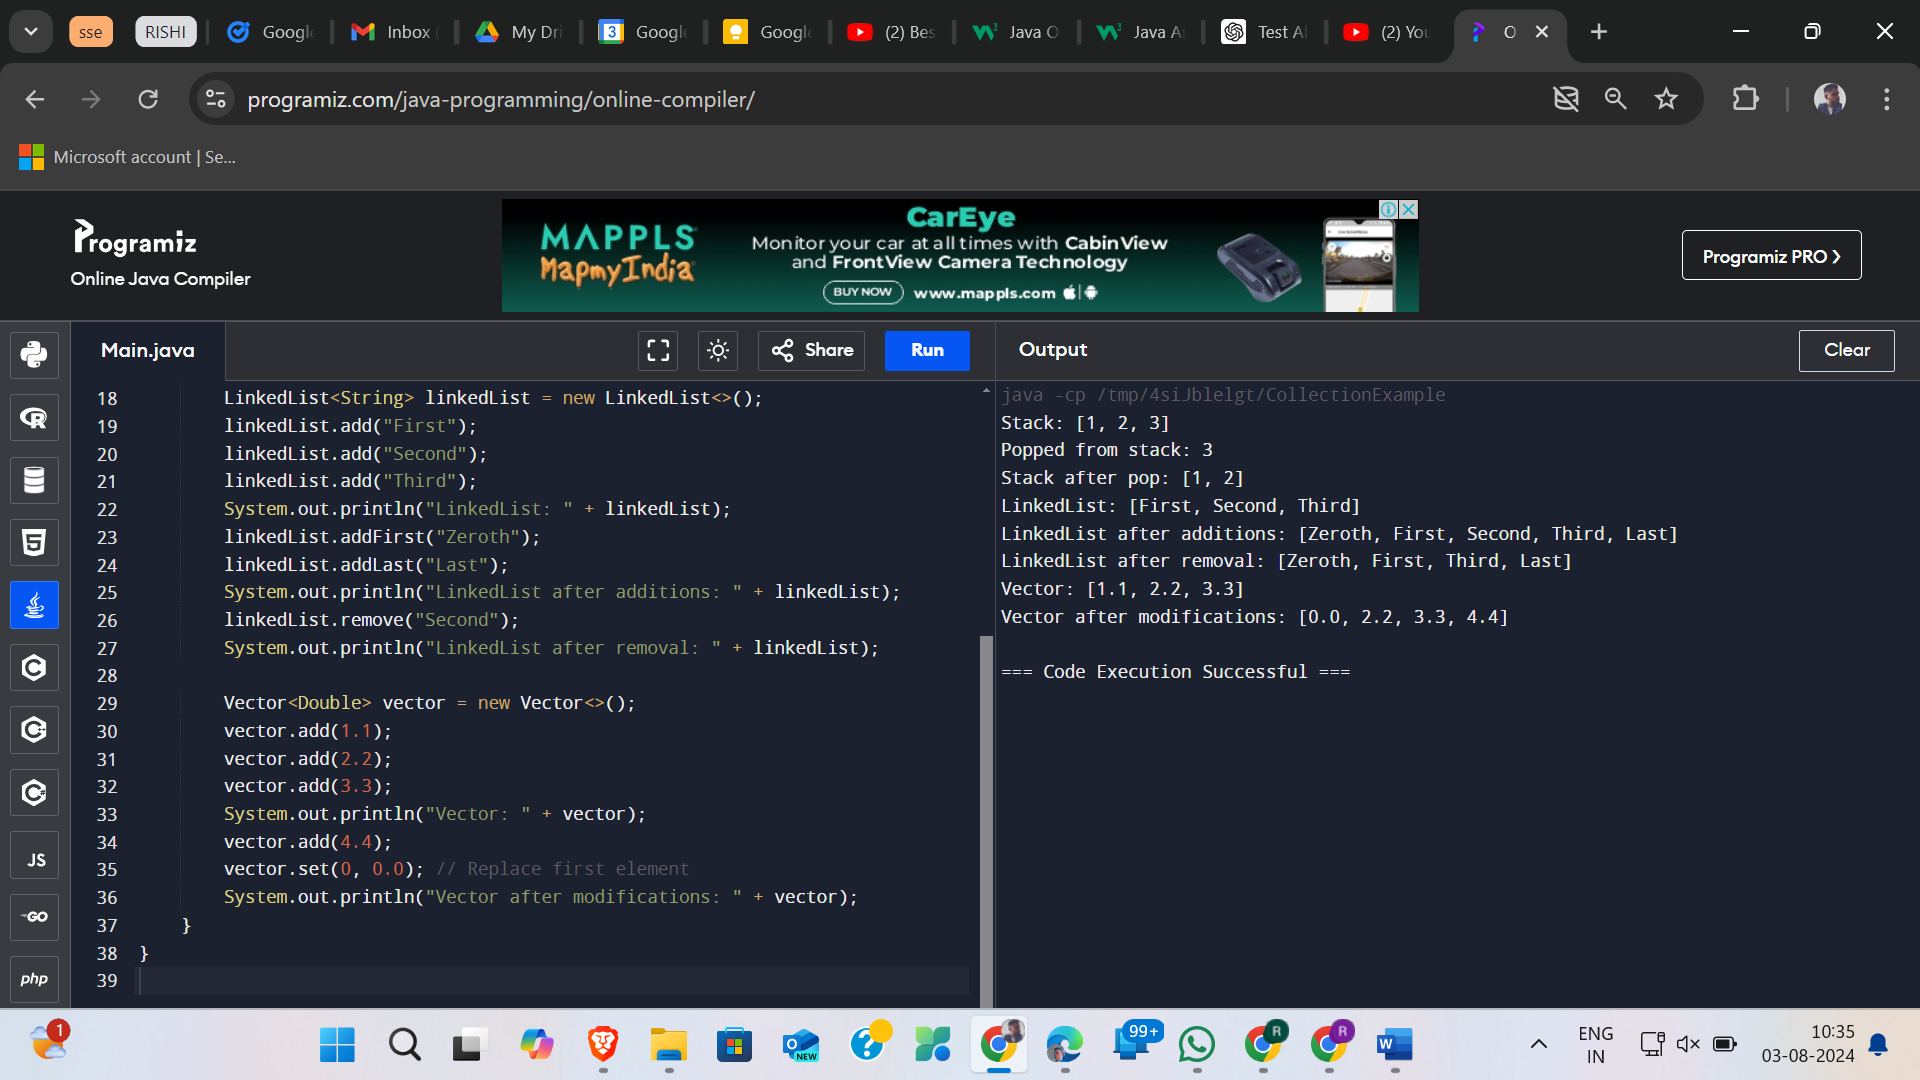 sse
RISHI
Google
Inbox (
My Dri
3
Google
Google
(2) Bes
Java O
Java A
Test AI
(2) You
O
programiz.com/java-programming/online-compiler/
Microsoft account | Se...
Programiz
Online Java Compiler
MAPPLS
MapmyIndia
CarEye
Monitor your car at all times with Cabin View
and Front View Camera Technology
BUY NOW www.mappls.com
Programiz PRO ›
Main.java
Share
Run
Output
Clear
18 LinkedList<String> linkedList = new LinkedList<>();
19 linkedList.add("First");
20 linkedList.add("Second");
21 linkedList.add("Third");
22 System.out.println("LinkedList: " + linkedList);
23 linkedList.addFirst("Zeroth");
24 linkedList.addLast("Last");
25 System.out.println("LinkedList after additions: " + linkedList);
26 linkedList.remove("Second");
27 System.out.println("LinkedList after removal: " + linkedList);
28
29 Vector<Double> vector = new Vector<>();
30 vector.add(1.1);
31 vector.add(2.2);
32 vector.add(3.3);
33 System.out.println("Vector: " + vector);
34 vector.add(4.4);
35 vector.set(0, 0.0); // Replace first element
36 System.out.println("Vector after modifications: " + vector);
37 }
38 }
39
java -cp /tmp/4siJblelgt/CollectionExample
Stack: [1, 2, 3]
Popped from stack: 3
Stack after pop: [1, 2]
LinkedList: [First, Second, Third]
LinkedList after additions: [Zeroth, First, Second, Third, Last]
LinkedList after removal: [Zeroth, First, Third, Last]
Vector: [1.1, 2.2, 3.3]
Vector after modifications: [0.0, 2.2, 3.3, 4.4]
=== Code Execution Successful ===
R
5
C
C
C
JS
GO
php
1
O
NEW
?
99+
R
R
W
ENG
IN
10:35
03-08-2024